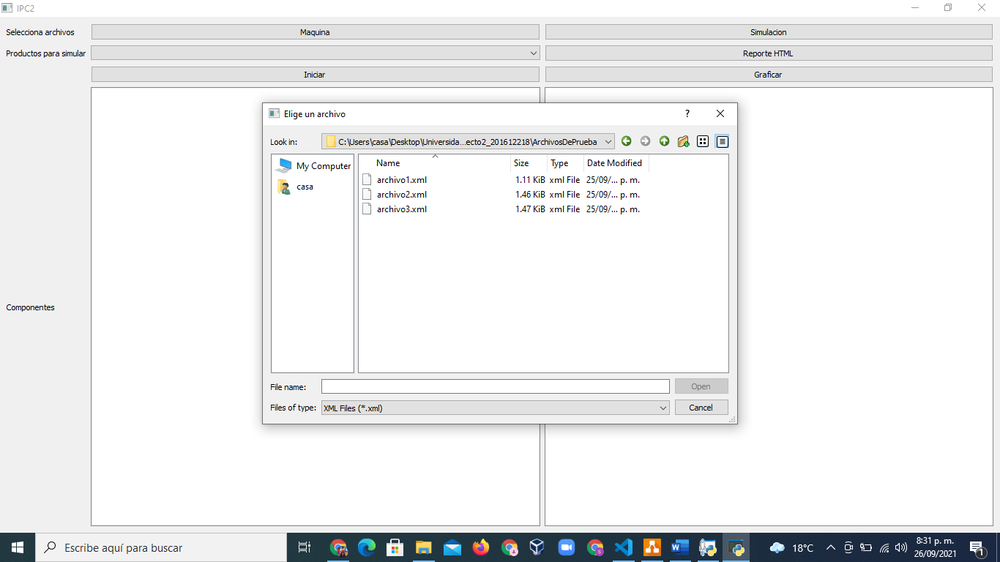 IPC2
Selecciona archivos
Maquina
Simulacion
Productos para simular
Reporte HTML
Iniciar
Graficar
Componentes
Elige un archivo
?
Look in:
C:\Users\casa\Desktop\Universida...ecto2_201612218\ArchivosDePrueba
My Computer
casa
Name Size Type Date Modified
archivo1.xml 1.11 KiB xml File 25/09/... p. m.
archivo2.xml 1.46 KiB xml File 25/09/... p. m.
archivo3.xml 1.47 KiB xml File 25/09/... p. m.
File name:
Open
Files of type:
XML Files (*.xml)
Cancel
Escribe aquí para buscar
18°C
8:31 p. m.
26/09/2021
1